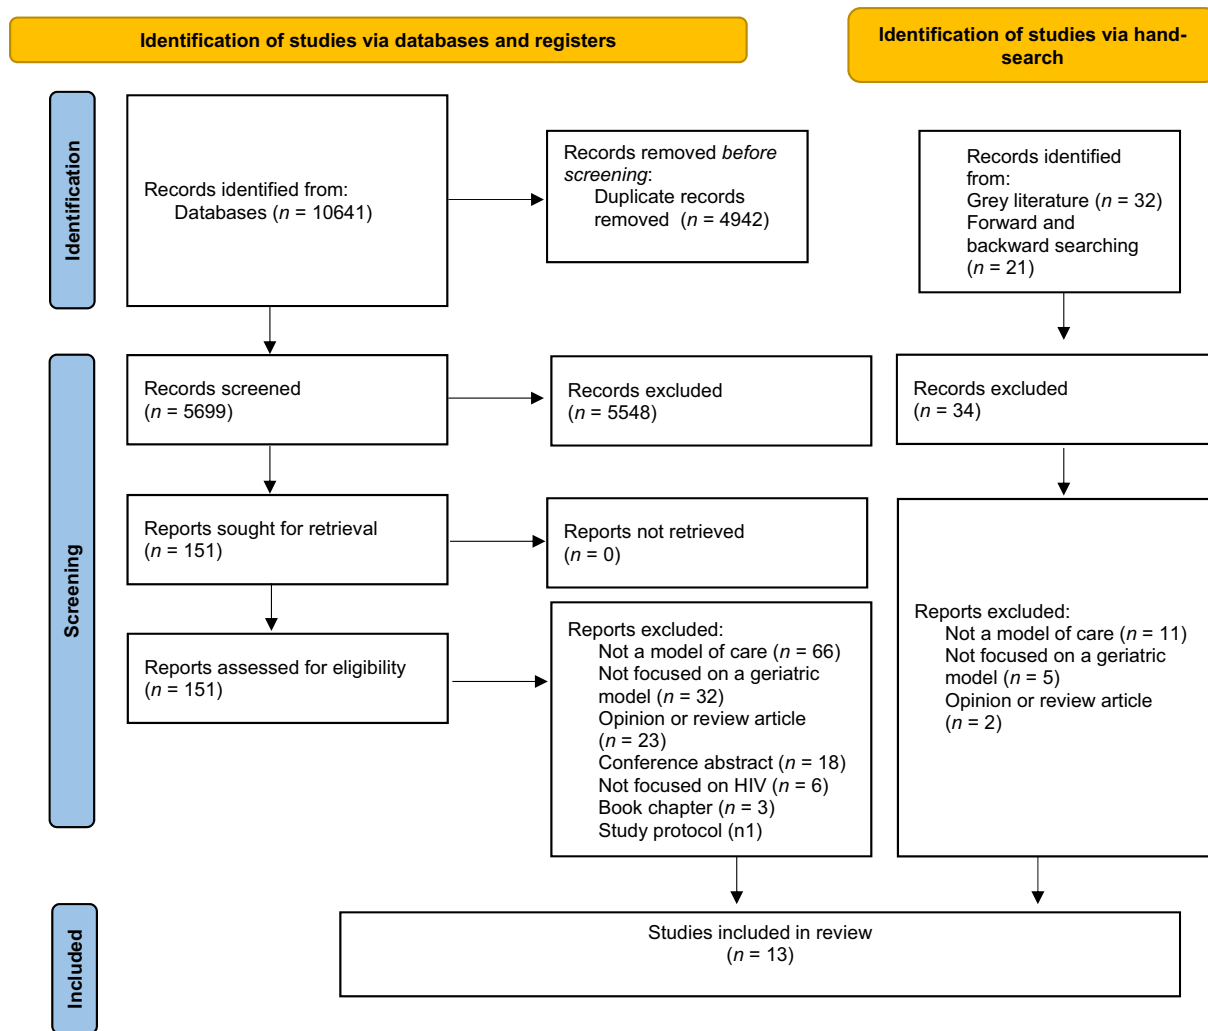 Identification of studies via databases and registers
Identification of studies via hand-
search
Identification
Records identified from:
Databases (n = 10641)
Records removed before
screening:
Duplicate records
removed  (n = 4942)
Records identified
from:
Grey literature (n = 32)
Forward and
backward searching
(n = 21)
Screening
Records screened
(n = 5699)
Records excluded
(n = 5548)
Records excluded
(n = 34)
Reports sought for retrieval
(n = 151)
Reports not retrieved
(n = 0)
Reports assessed for eligibility
(n = 151)
Reports excluded:
Not a model of care (n = 66)
Not focused on a geriatric
model (n = 32)
Opinion or review article
(n = 23)
Conference abstract (n = 18)
Not focused on HIV (n = 6)
Book chapter (n = 3)
Study protocol (n1)
Reports excluded:
Not a model of care (n = 11)
Not focused on a geriatric
model (n = 5)
Opinion or review article
(n = 2)
Included
Studies included in review
(n = 13)